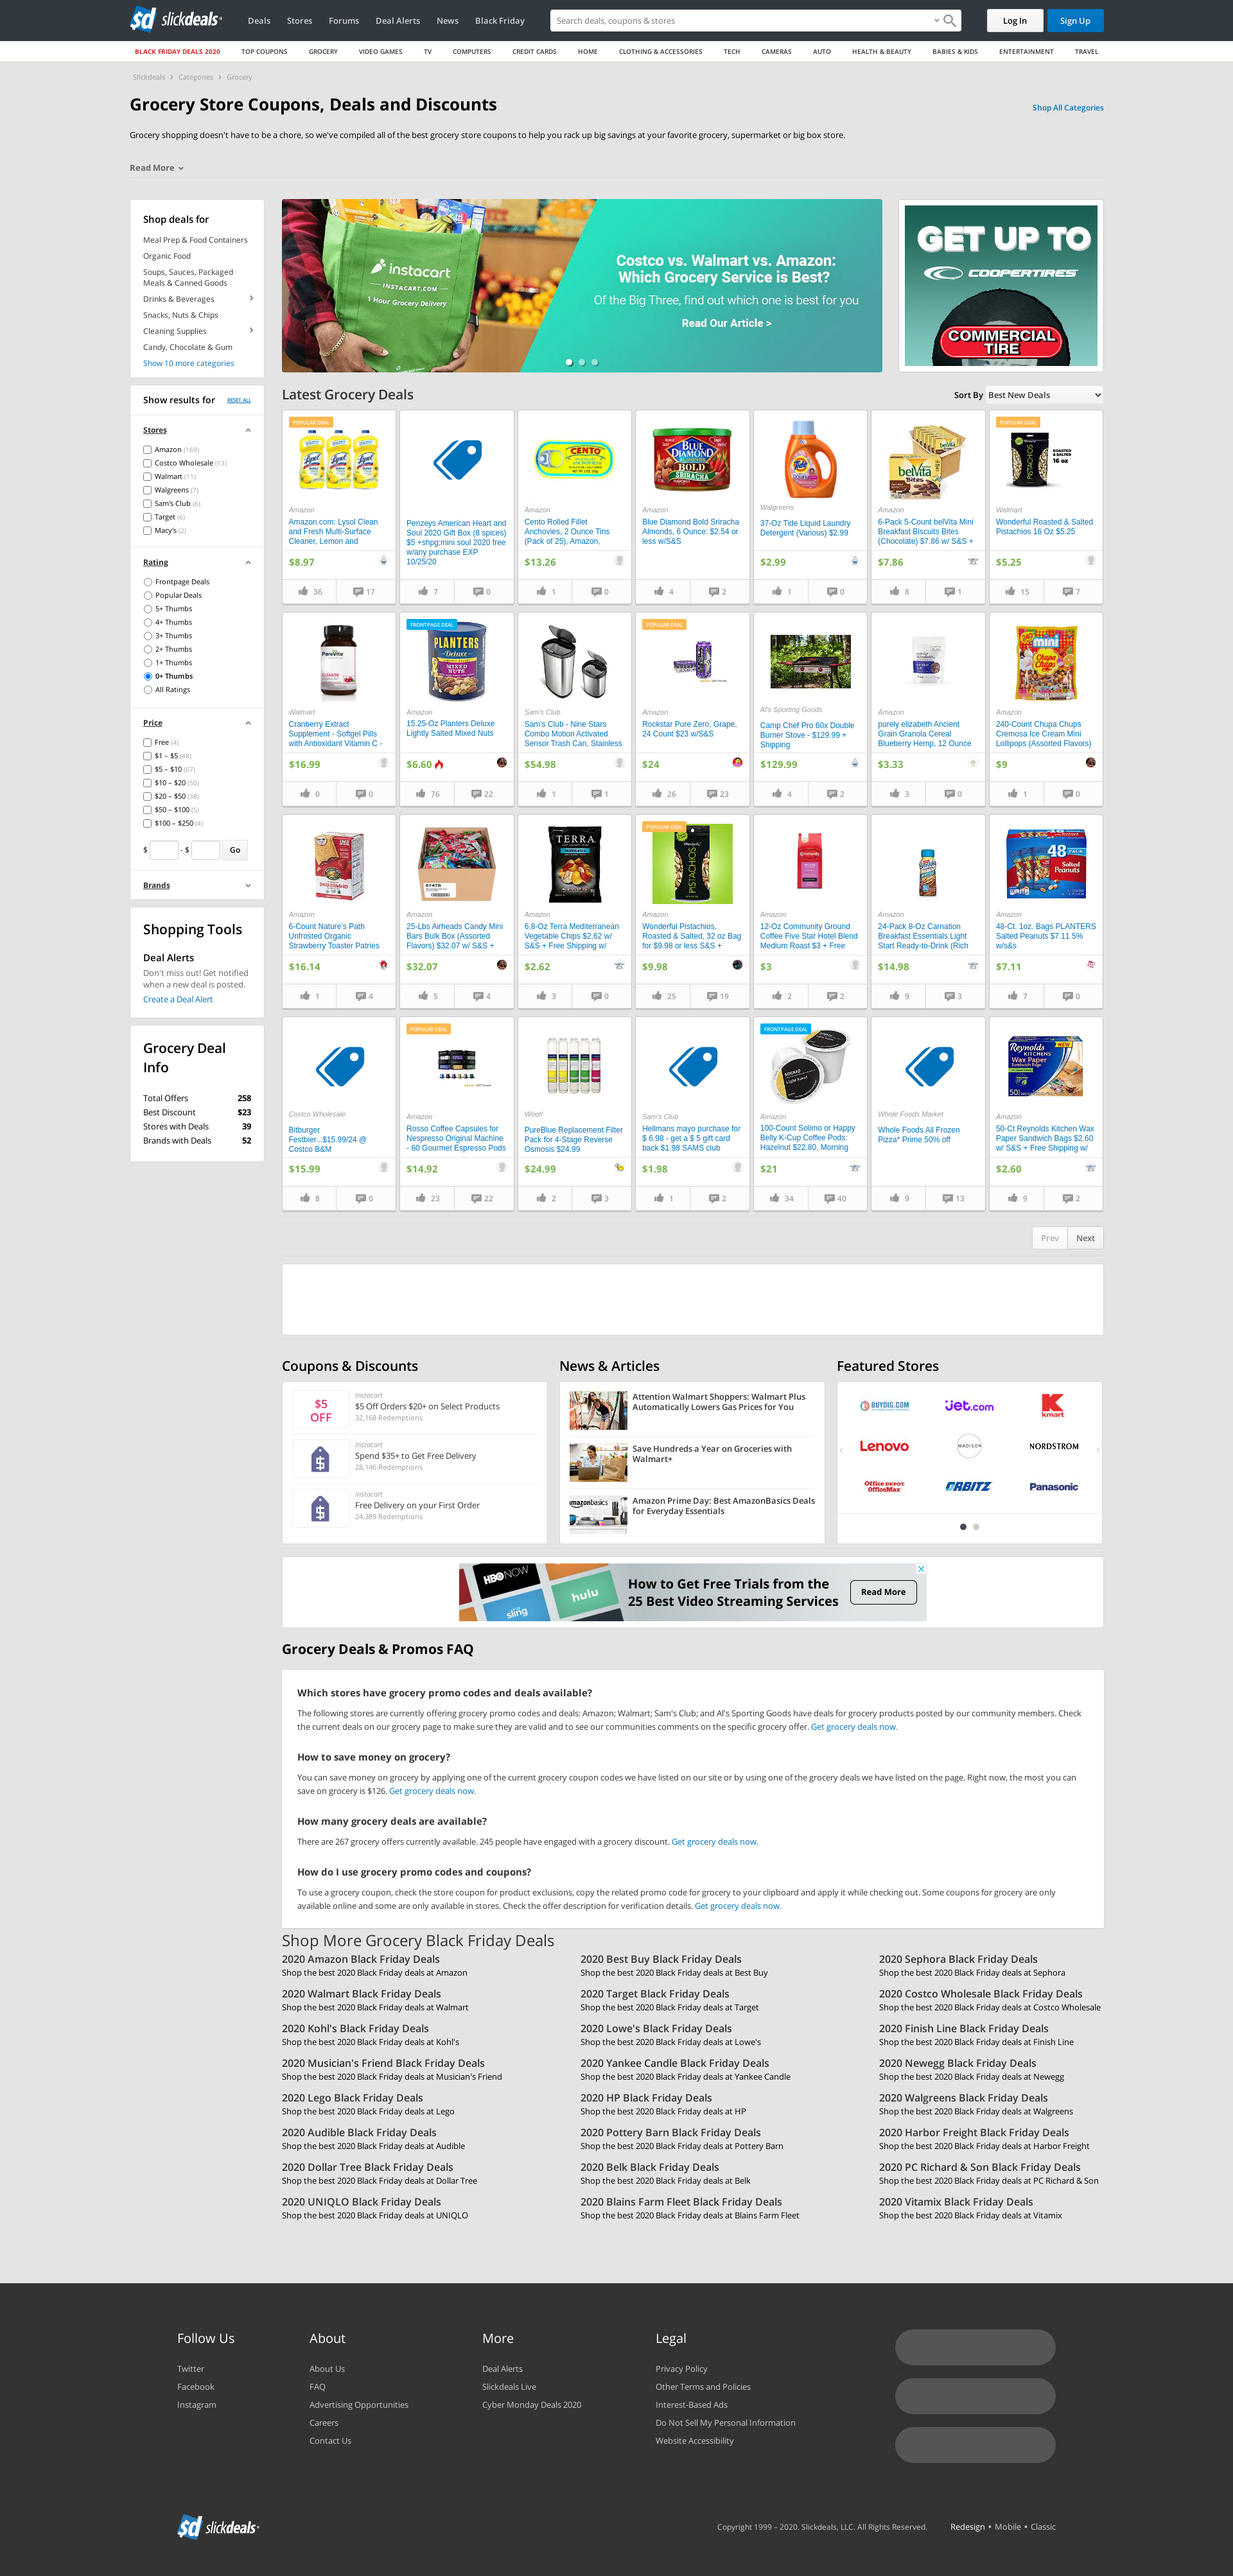 slickdeals
Deals
Stores
Forums
Deal Alerts
News
Black Friday
Search deals, coupons & stores
Log In
Sign Up
BLACK FRIDAY DEALS 2020
TOP COUPONS
GROCERY
VIDEO GAMES
TV
COMPUTERS
CREDIT CARDS
HOME
CLOTHING & ACCESSORIES
TECH
CAMERAS
AUTO
HEALTH & BEAUTY
BABIES & KIDS
ENTERTAINMENT
TRAVEL
Slickdeals > Categories > Grocery
Grocery Store Coupons, Deals and Discounts
Shop All Categories
Grocery shopping doesn't have to be a chore, so we've compiled all of the best grocery store coupons to help you rack up big savings at your favorite grocery, supermarket or big box store.
Read More
Shop deals for
Meal Prep & Food Containers
Organic Food
Soups, Sauces, Packaged
Meals & Canned Goods
Drinks & Beverages
Snacks, Nuts & Chips
Cleaning Supplies
Candy, Chocolate & Gum
Show 10 more categories
Show results for
RESET ALL
Stores
Amazon (169)
Costco Wholesale (13)
Walmart (11)
Walgreens (7)
Sam's Club (6)
Target (6)
Macy's (2)
Rating
Frontpage Deals
Popular Deals
5+ Thumbs
4+ Thumbs
3+ Thumbs
2+ Thumbs
1+ Thumbs
0+ Thumbs
All Ratings
Price
Free (4)
$1 – $5 (48)
$5 – $10 (67)
$10 – $20 (50)
$20 – $50 (38)
$50 – $100 (5)
$100 – $250 (4)
$ - $ Go
Brands
Shopping Tools
Deal Alerts
Don't miss out! Get notified
when a new deal is posted.
Create a Deal Alert
Grocery Deal
Info
Total Offers 258
Best Discount $23
Stores with Deals 39
Brands with Deals 52
instacart
INSTACART.COM
1 Hour Grocery Delivery
Costco vs. Walmart vs. Amazon:
Which Grocery Service is Best?
Of the Big Three, find out which one is best for you
Read Our Article >
GET UP TO
COOPERTIRES
COMMERCIAL
TIRE
Latest Grocery Deals
Sort By Best New Deals
POPULAR DEAL
Amazon
Amazon.com: Lysol Clean
and Fresh Multi-Surface
Cleaner, Lemon and
$8.97
36
17
Penzeys American Heart and
Soul 2020 Gift Box (8 spices)
$5 +shpg;mini soul 2020 free
w/any purchase EXP
10/25/20
7
0
CENTO
Amazon
Cento Rolled Fillet
Anchovies, 2 Ounce Tins
(Pack of 25), Amazon,
$13.26
1
0
BLUE DIAMOND
BOLD
SRIRACHA
Amazon
Blue Diamond Bold Sriracha
Almonds, 6 Ounce: $2.54 or
less w/S&S
4
2
Tide
Walgreens
37-Oz Tide Liquid Laundry
Detergent (Various) $2.99
$2.99
1
0
belVita
Bites
Amazon
6-Pack 5-Count belVita Mini
Breakfast Biscuits Bites
(Chocolate) $7.86 w/ S&S +
$7.86
8
1
POPULAR DEAL
PISTACHIOS
ROASTED
& SALTED
16 oz
Walmart
Wonderful Roasted & Salted
Pistachios 16 Oz $5.25
$5.25
15
7
Walmart
Cranberry Extract
Supplement - Softgel Pills
with Antioxidant Vitamin C -
$16.99
0
0
FRONTPAGE DEAL
PLANTERS
Deluxe
MIXED
NUTS
Amazon
15.25-Oz Planters Deluxe
Lightly Salted Mixed Nuts
$6.60
76
22
Sam's Club
Sam's Club - Nine Stars
Combo Motion Activated
Sensor Trash Can, Stainless
$54.98
1
1
POPULAR DEAL
Amazon
Rockstar Pure Zero, Grape,
24 Count $23 w/S&S
$24
26
23
Al's Sporting Goods
Camp Chef Pro 60x Double
Burner Stove - $129.99 +
Shipping
$129.99
4
2
Amazon
purely elizabeth Ancient
Grain Granola Cereal
Blueberry Hemp, 12 Ounce
$3.33
3
0
mini
Chupa
Chups
Amazon
240-Count Chupa Chups
Cremosa Ice Cream Mini
Lollipops (Assorted Flavors)
$9
1
0
Amazon
6-Count Nature's Path
Unfrosted Organic
Strawberry Toaster Patries
$16.14
1
4
Amazon
25-Lbs Airheads Candy Mini
Bars Bulk Box (Assorted
Flavors) $32.07 w/ S&S +
$32.07
5
4
TERRA
Amazon
6.8-Oz Terra Mediterranean
Vegetable Chips $2.62 w/
S&S + Free Shipping w/
$2.62
3
0
POPULAR DEAL
PISTACHIOS
Amazon
Wonderful Pistachios,
Roasted & Salted, 32 oz Bag
for $9.98 or less S&S +
$9.98
25
19
Amazon
12-Oz Community Ground
Coffee Five Star Hotel Blend
Medium Roast $3 + Free
$3
2
2
Amazon
24-Pack 8-Oz Carnation
Breakfast Essentials Light
Start Ready-to-Drink (Rich
$14.98
9
3
48 PACK
Salted
Peanuts
Amazon
48-Ct. 1oz. Bags PLANTERS
Salted Peanuts $7.11 5%
w/s&s
$7.11
7
0
Costco Wholesale
Bitburger
Festbier...$15.99/24 @
Costco B&M
$15.99
8
0
POPULAR DEAL
Amazon
Rosso Coffee Capsules for
Nespresso Original Machine
- 60 Gourmet Espresso Pods
$14.92
23
22
Woot!
PureBlue Replacement Filter
Pack for 4-Stage Reverse
Osmosis $24.99
$24.99
2
3
Sam's Club
Hellmans mayo purchase for
$ 6.98 - get a $ 5 gift card
back $1.98 SAMS club
$1.98
1
2
FRONTPAGE DEAL
Amazon
100-Count Solimo or Happy
Belly K-Cup Coffee Pods:
Hazelnut $22.80, Morning
$21
34
40
Whole Foods Market
Whole Foods All Frozen
Pizza* Prime 50% off
9
13
Reynolds
KITCHENS
Wax Paper
NEW
50
Amazon
50-Ct Reynolds Kitchen Wax
Paper Sandwich Bags $2.60
w/ S&S + Free Shipping w/
$2.60
9
2
Prev
Next
Coupons & Discounts
$5
OFF
Instacart
$5 Off Orders $20+ on Select Products
32,168 Redemptions
Instacart
Spend $35+ to Get Free Delivery
28,146 Redemptions
Instacart
Free Delivery on your First Order
24,389 Redemptions
News & Articles
Attention Walmart Shoppers: Walmart Plus
Automatically Lowers Gas Prices for You
Save Hundreds a Year on Groceries with
Walmart+
amazonbasics
Amazon Prime Day: Best AmazonBasics Deals
for Everyday Essentials
Featured Stores
BUYDIG.COM
Jet.com
kmart
Lenovo
MADISON
NORDSTROM
Office DEPOT
OfficeMax
ORBITZ
Panasonic
HBO NOW
sling
hulu
How to Get Free Trials from the
25 Best Video Streaming Services
Read More
Grocery Deals & Promos FAQ
Which stores have grocery promo codes and deals available?
The following stores are currently offering grocery promo codes and deals: Amazon; Walmart; Sam's Club; and Al's Sporting Goods have deals for grocery products posted by our community members. Check
the current deals on our grocery page to make sure they are valid and to see our communities comments on the specific grocery offer. Get grocery deals now.
How to save money on grocery?
You can save money on grocery by applying one of the current grocery coupon codes we have listed on our site or by using one of the grocery deals we have listed on the page. Right now, the most you can
save on grocery is $126. Get grocery deals now.
How many grocery deals are available?
There are 267 grocery offers currently available. 245 people have engaged with a grocery discount. Get grocery deals now.
How do I use grocery promo codes and coupons?
To use a grocery coupon, check the store coupon for product exclusions, copy the related promo code for grocery to your clipboard and apply it while checking out. Some coupons for grocery are only
available online and some are only available in stores. Check the offer description for verification details. Get grocery deals now.
Shop More Grocery Black Friday Deals
2020 Amazon Black Friday Deals
Shop the best 2020 Black Friday deals at Amazon
2020 Best Buy Black Friday Deals
Shop the best 2020 Black Friday deals at Best Buy
2020 Sephora Black Friday Deals
Shop the best 2020 Black Friday deals at Sephora
2020 Walmart Black Friday Deals
Shop the best 2020 Black Friday deals at Walmart
2020 Target Black Friday Deals
Shop the best 2020 Black Friday deals at Target
2020 Costco Wholesale Black Friday Deals
Shop the best 2020 Black Friday deals at Costco Wholesale
2020 Kohl's Black Friday Deals
Shop the best 2020 Black Friday deals at Kohl's
2020 Lowe's Black Friday Deals
Shop the best 2020 Black Friday deals at Lowe's
2020 Finish Line Black Friday Deals
Shop the best 2020 Black Friday deals at Finish Line
2020 Musician's Friend Black Friday Deals
Shop the best 2020 Black Friday deals at Musician's Friend
2020 Yankee Candle Black Friday Deals
Shop the best 2020 Black Friday deals at Yankee Candle
2020 Newegg Black Friday Deals
Shop the best 2020 Black Friday deals at Newegg
2020 Lego Black Friday Deals
Shop the best 2020 Black Friday deals at Lego
2020 HP Black Friday Deals
Shop the best 2020 Black Friday deals at HP
2020 Walgreens Black Friday Deals
Shop the best 2020 Black Friday deals at Walgreens
2020 Audible Black Friday Deals
Shop the best 2020 Black Friday deals at Audible
2020 Pottery Barn Black Friday Deals
Shop the best 2020 Black Friday deals at Pottery Barn
2020 Harbor Freight Black Friday Deals
Shop the best 2020 Black Friday deals at Harbor Freight
2020 Dollar Tree Black Friday Deals
Shop the best 2020 Black Friday deals at Dollar Tree
2020 Belk Black Friday Deals
Shop the best 2020 Black Friday deals at Belk
2020 PC Richard & Son Black Friday Deals
Shop the best 2020 Black Friday deals at PC Richard & Son
2020 UNIQLO Black Friday Deals
Shop the best 2020 Black Friday deals at UNIQLO
2020 Blains Farm Fleet Black Friday Deals
Shop the best 2020 Black Friday deals at Blains Farm Fleet
2020 Vitamix Black Friday Deals
Shop the best 2020 Black Friday deals at Vitamix
Follow Us
Twitter
Facebook
Instagram
About
About Us
FAQ
Advertising Opportunities
Careers
Contact Us
More
Deal Alerts
Slickdeals Live
Cyber Monday Deals 2020
Legal
Privacy Policy
Other Terms and Policies
Interest-Based Ads
Do Not Sell My Personal Information
Website Accessibility
slickdeals
Copyright 1999 – 2020. Slickdeals, LLC. All Rights Reserved.
Redesign • Mobile • Classic